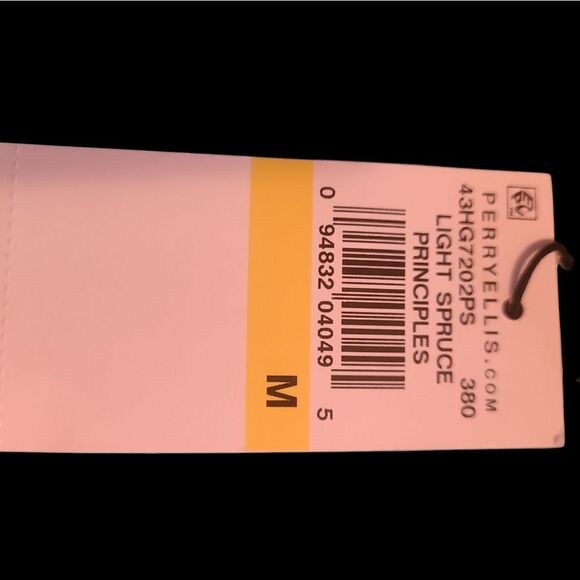 PERRYELLIS.COM
43HG7202PS 380
LIGHT SPRUCE
PRINCIPLES
0 94832 04049 5
M